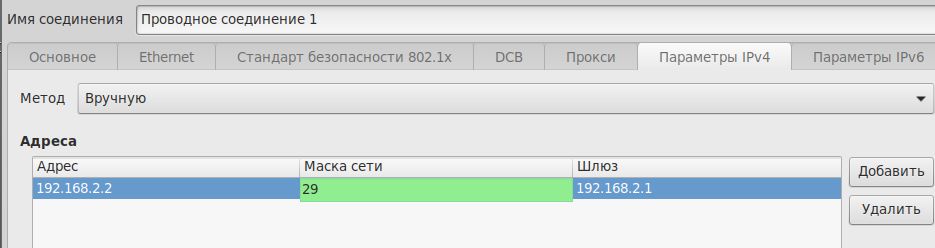 Имя соединения Проводное соединение 1
Основное Ethernet Стандарт безопасности 802.1x DCB Прокси Параметры IPv4 Параметры IPv6
Метод Вручную
Адреса
Адрес Маска сети Шлюз
192.168.2.2 29 192.168.2.1
Добавить
Удалить